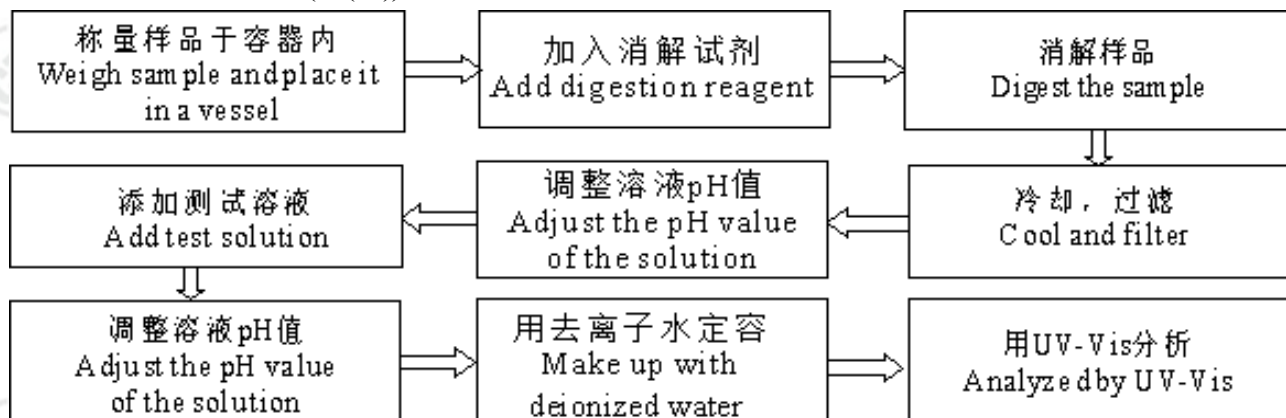 称量样品于容器内
Weigh sample and place it
in a vessel
加入消解试剂
Add digestion reagent
消解样品
Digest the sample
冷却，过滤
Cool and filter
调整溶液pH值
Adjust the pH value
of the solution
添加测试溶液
Add test solution
调整溶液pH值
Adjust the pH value
of the solution
用去离子水定容
Make up with
deionized water
用UV-Vis分析
Analyzed by UV-Vis